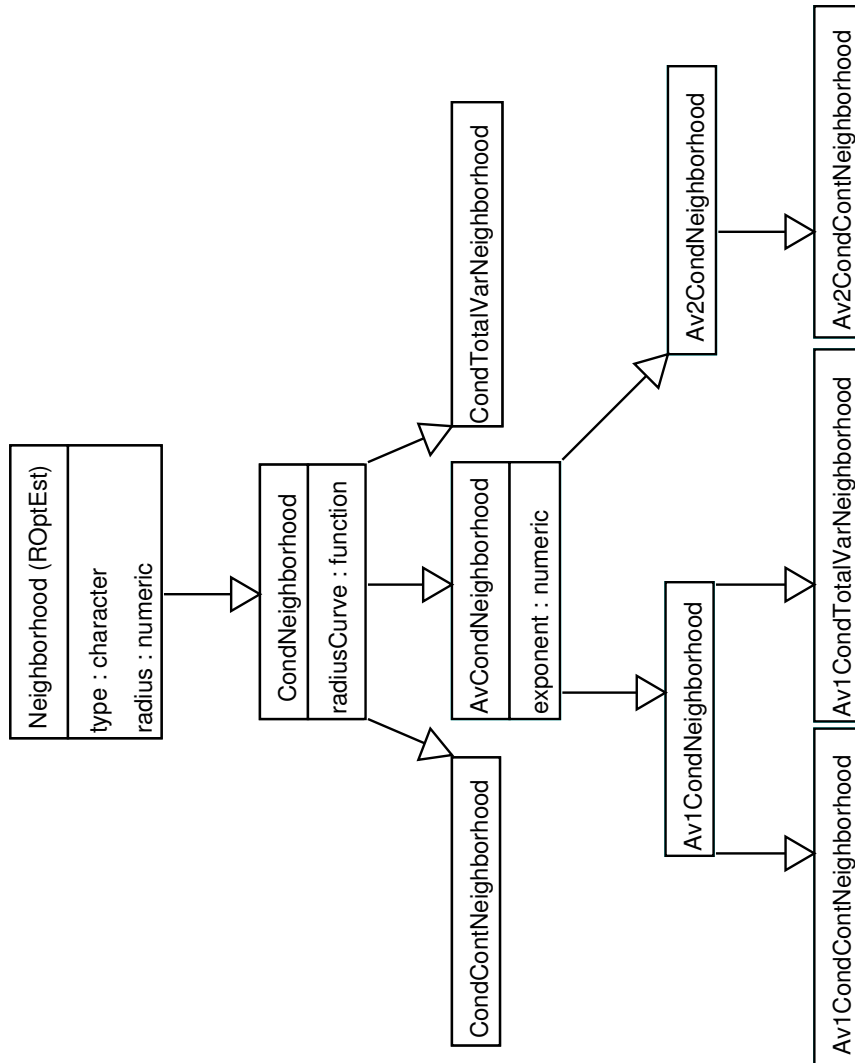 Neighborhood (ROptEst)
type : character
radius : numeric
CondNeighborhood
radiusCurve : function
CondContNeighborhood
AvCondNeighborhood
exponent : numeric
CondTotalVarNeighborhood
Av1CondNeighborhood
Av2CondNeighborhood
Av1CondContNeighborhood
Av1CondTotalVarNeighborhood
Av2CondContNeighborhood